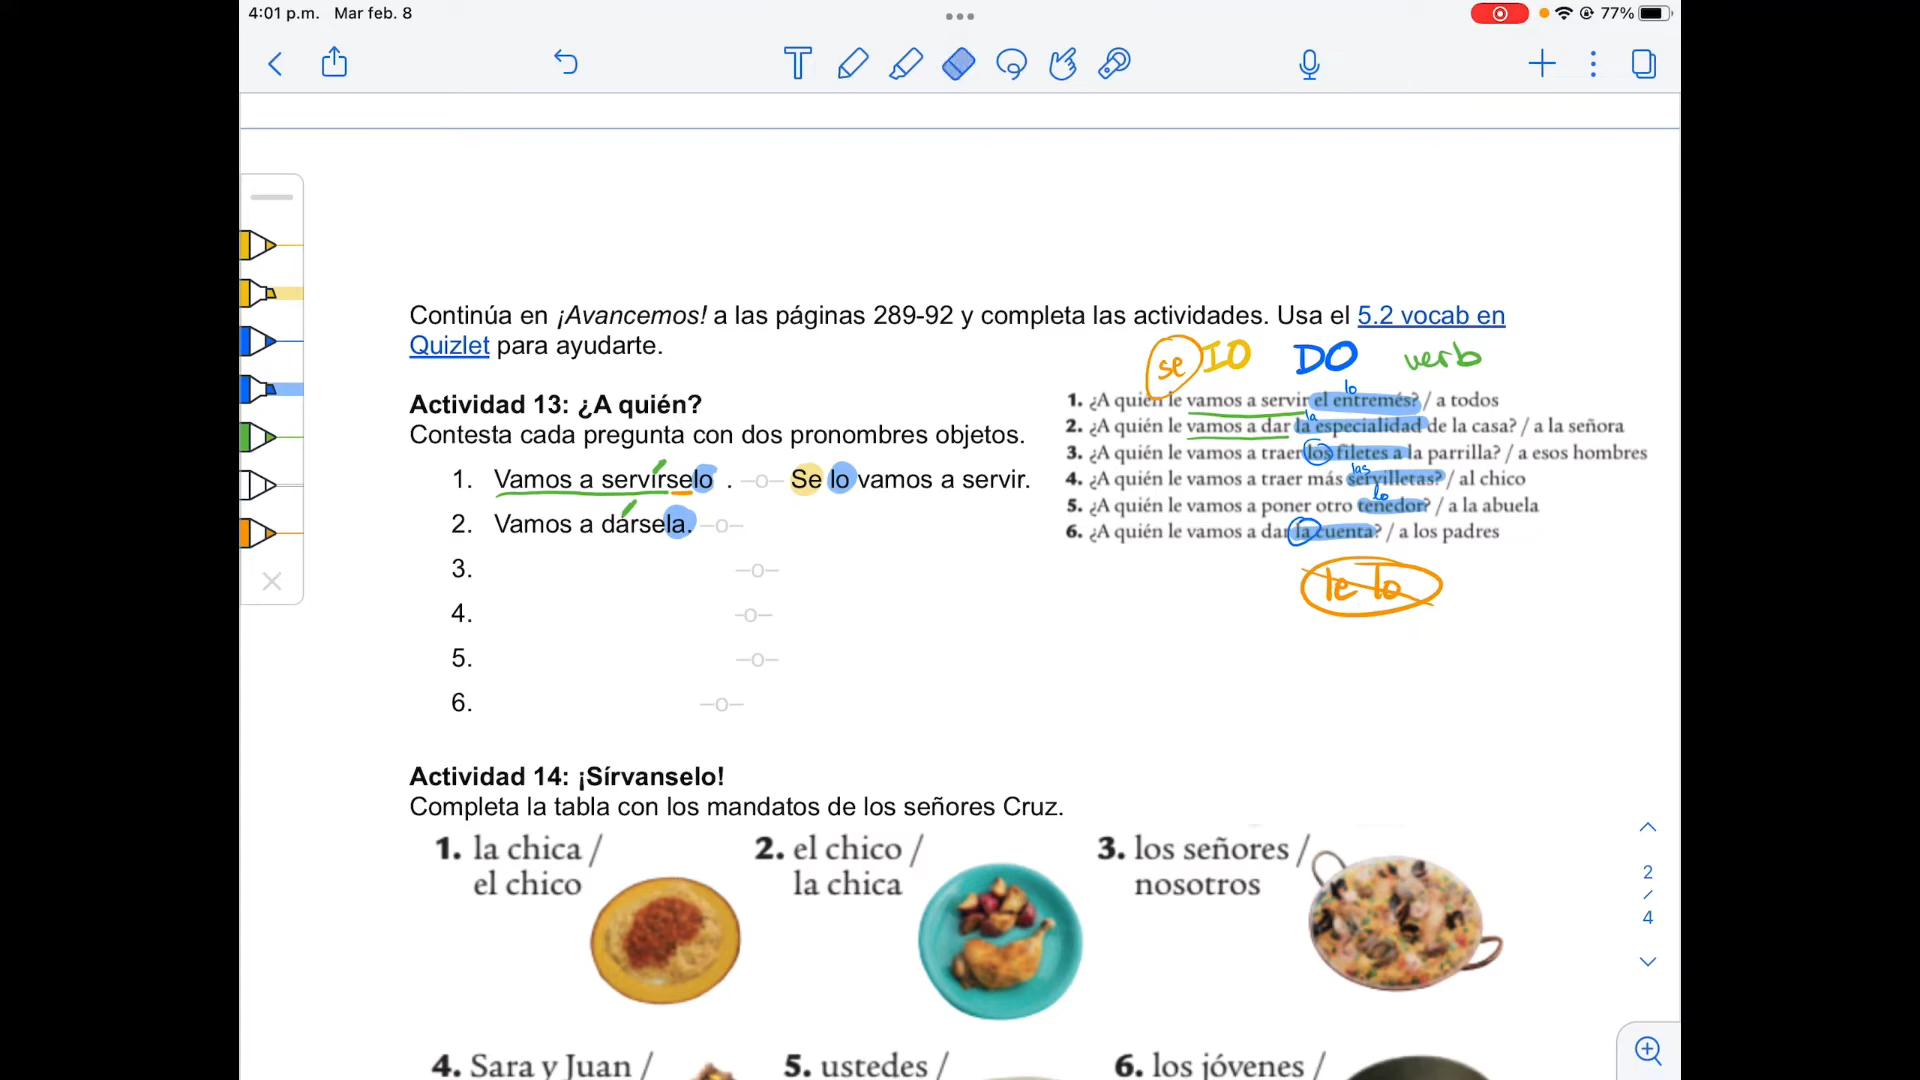 4:01 p.m. Mar feb. 8
77%
Continúa en ¡Avancemos! a las páginas 289-92 y completa las actividades. Usa el 5.2 vocab en
Quizlet para ayudarte.
se IO DO verb
Actividad 13: ¿A quién?
Contesta cada pregunta con dos pronombres objetos.
1. Vamos a servírselo . -o- Se lo vamos a servir.
2. Vamos a dársela. -o-
3. -o-
4. -o-
5. -o-
6. -o-
lo
1. ¿A quién le vamos a servir el entremés? / a todos
la
2. ¿A quién le vamos a dar la especialidad de la casa? / a la señora
3. ¿A quién le vamos a traer los filetes a la parrilla? / a esos hombres
las
4. ¿A quién le vamos a traer más servilletas? / al chico
lo
5. ¿A quién le vamos a poner otro tenedor? / a la abuela
6. ¿A quién le vamos a dar la cuenta? / a los padres
le lo
Actividad 14: ¡Sírvanselo!
Completa la tabla con los mandatos de los señores Cruz.
1. la chica /
el chico
2. el chico /
la chica
3. los señores /
nosotros
4. Sara y Juan /
5. ustedes /
6. los jóvenes /
2
/
4